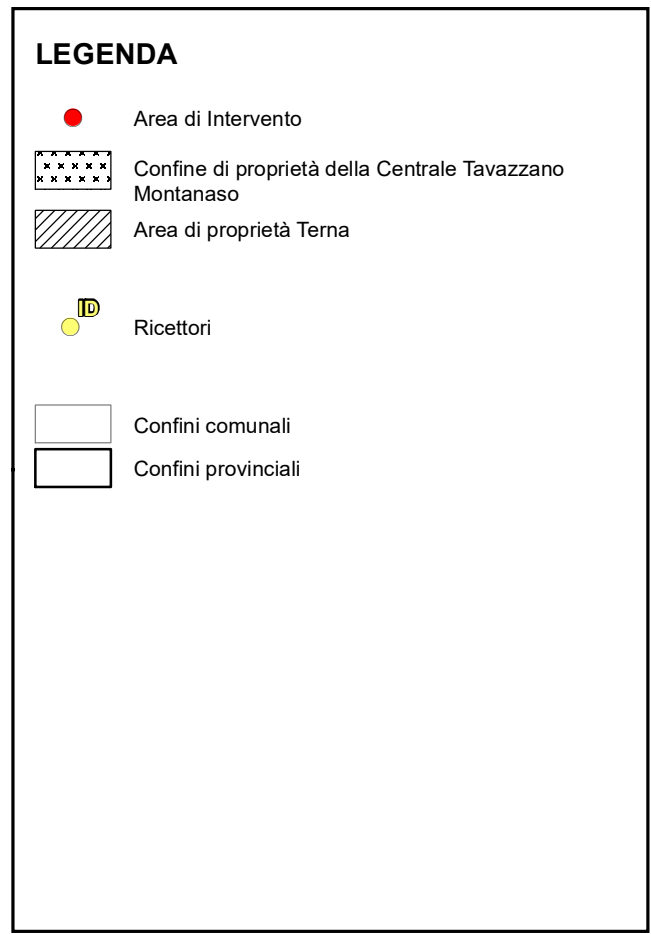 LEGENDA
Area di Intervento
Confine di proprietà della Centrale Tavazzano
Montanaso
Area di proprietà Terna
ID
Ricettori
Confini comunali
Confini provinciali